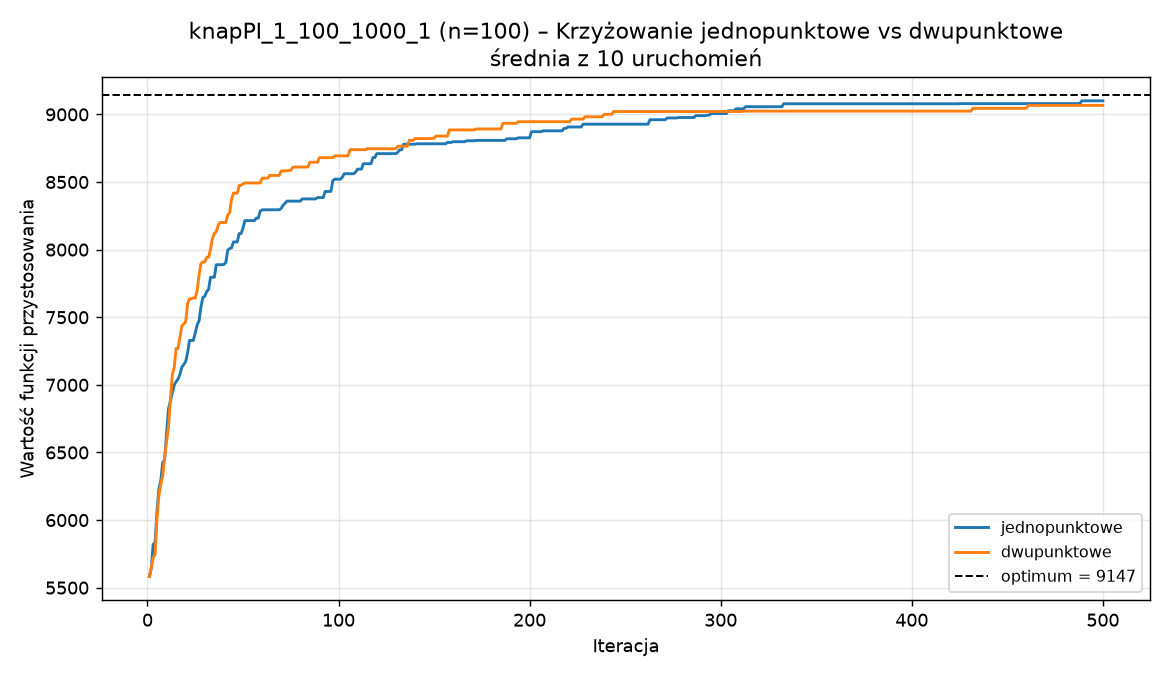 knapPI_1_100_1000_1 (n=100) – Krzyżowanie jednopunktowe vs dwupunktowe
średnia z 10 uruchomień
Wartość funkcji przystosowania
9000
8500
8000
7500
7000
6500
6000
5500
0
100
200
300
400
500
Iteracja
jednopunktowe
dwupunktowe
optimum = 9147